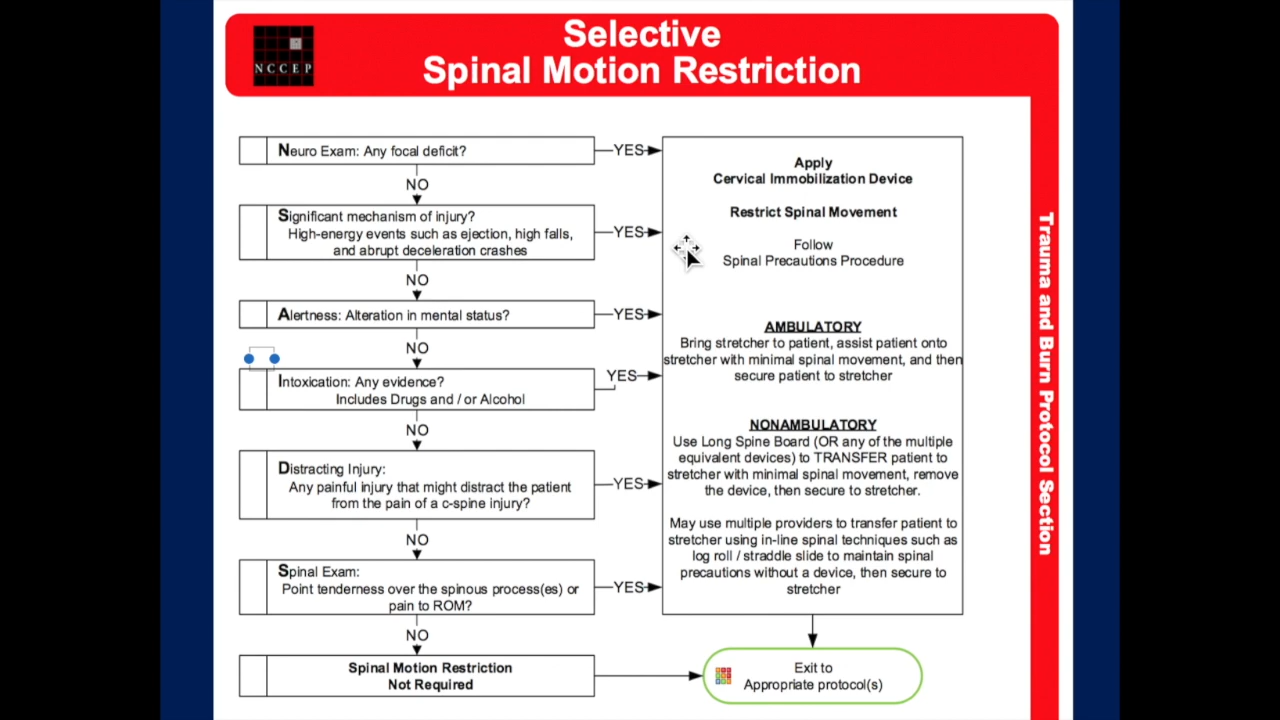 Selective
Spinal Motion Restriction
NCCEP
Neuro Exam: Any focal deficit?
YES
NO
Significant mechanism of injury?
High-energy events such as ejection, high falls,
and abrupt deceleration crashes
YES
NO
Alertness: Alteration in mental status?
YES
NO
Intoxication: Any evidence?
Includes Drugs and / or Alcohol
YES
NO
Distracting Injury:
Any painful injury that might distract the patient
from the pain of a c-spine injury?
YES
NO
Spinal Exam:
Point tenderness over the spinous process(es) or
pain to ROM?
YES
NO
Spinal Motion Restriction
Not Required
Apply
Cervical Immobilization Device
Restrict Spinal Movement
Follow
Spinal Precautions Procedure
AMBULATORY
Bring stretcher to patient, assist patient onto
stretcher with minimal spinal movement, and then
secure patient to stretcher
NONAMBULATORY
Use Long Spine Board (OR any of the multiple
equivalent devices) to TRANSFER patient to
stretcher with minimal spinal movement, remove
the device, then secure to stretcher.
May use multiple providers to transfer patient to
stretcher using in-line spinal techniques such as
log roll / straddle slide to maintain spinal
precautions without a device, then secure to
stretcher
Exit to
Appropriate protocol(s)
Trauma and Burn Protocol Section